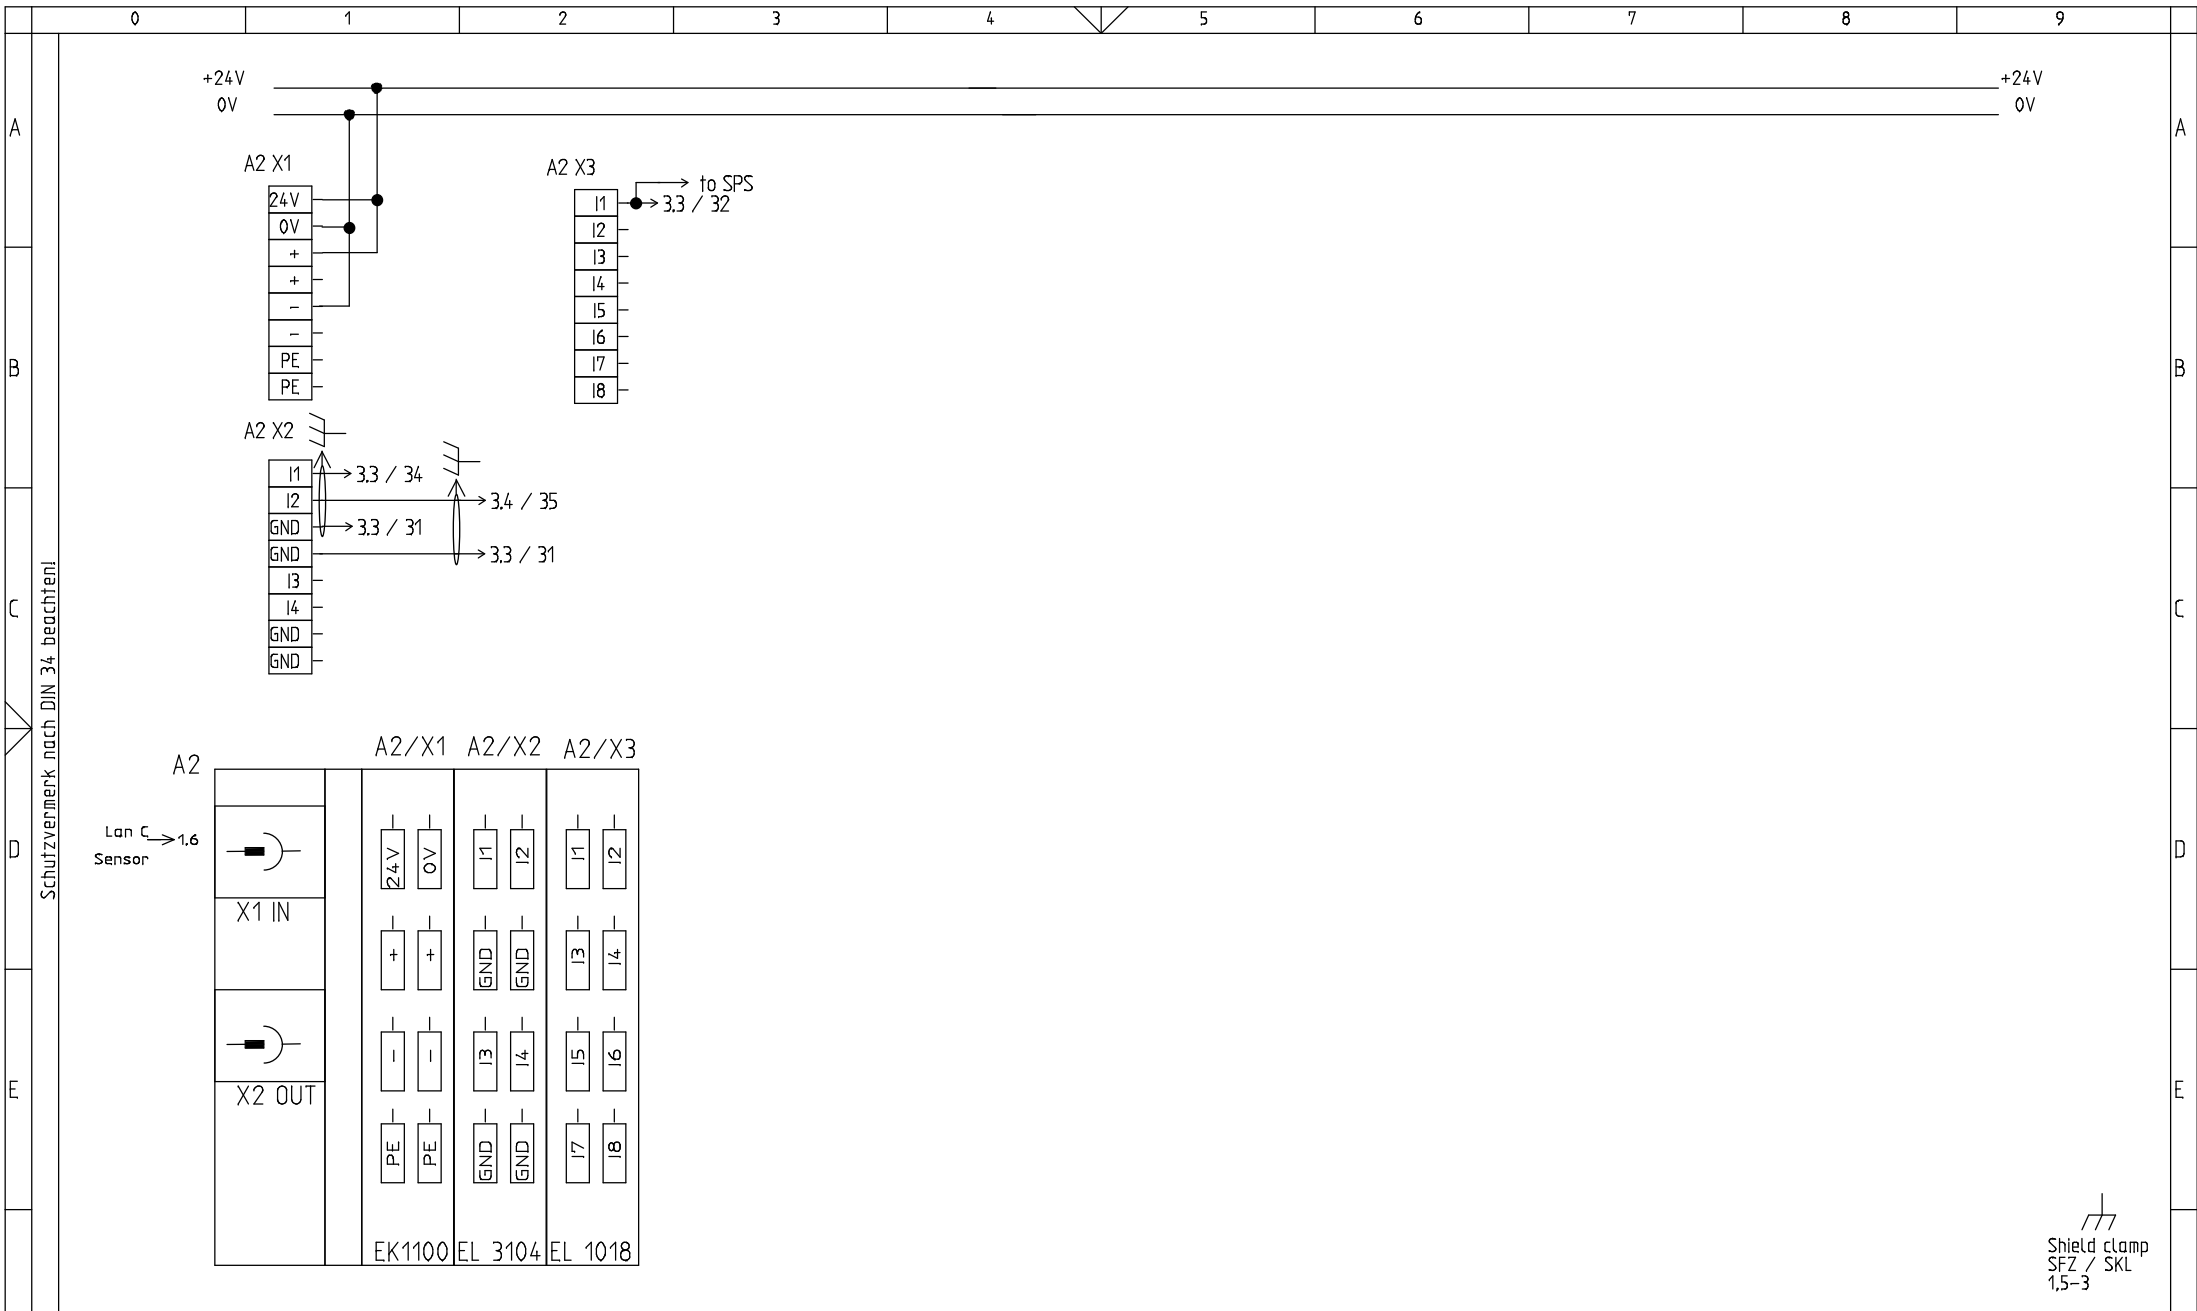 0 1 2 3 4 5 6 7 8 9
+24V +24V
0V 0V
A A
A2 X1 A2 X3
to SPS
24V I1 3.3 / 32
0V I2
+ I3
+ I4
- I5
- I6
PE I7
PE I8
B B
A2 X2
I1 3.3 / 34
I2 3.4 / 35
GND 3.3 / 31
GND 3.3 / 31
I3
I4
GND
GND
C C
Schutzvermerk nach DIN 34 beachten!
A2 A2/X1 A2/X2 A2/X3
Lan C 1.6
Sensor
D D
24V 0V I1 I2 I1 I2
X1 IN
+ + GND GND I3 I4
- - I3 I4 I5 I6
X2 OUT
E E
PE PE GND GND I7 I8
EK1100 EL 3104 EL 1018
Shield clamp
SFZ / SKL
1,5-3